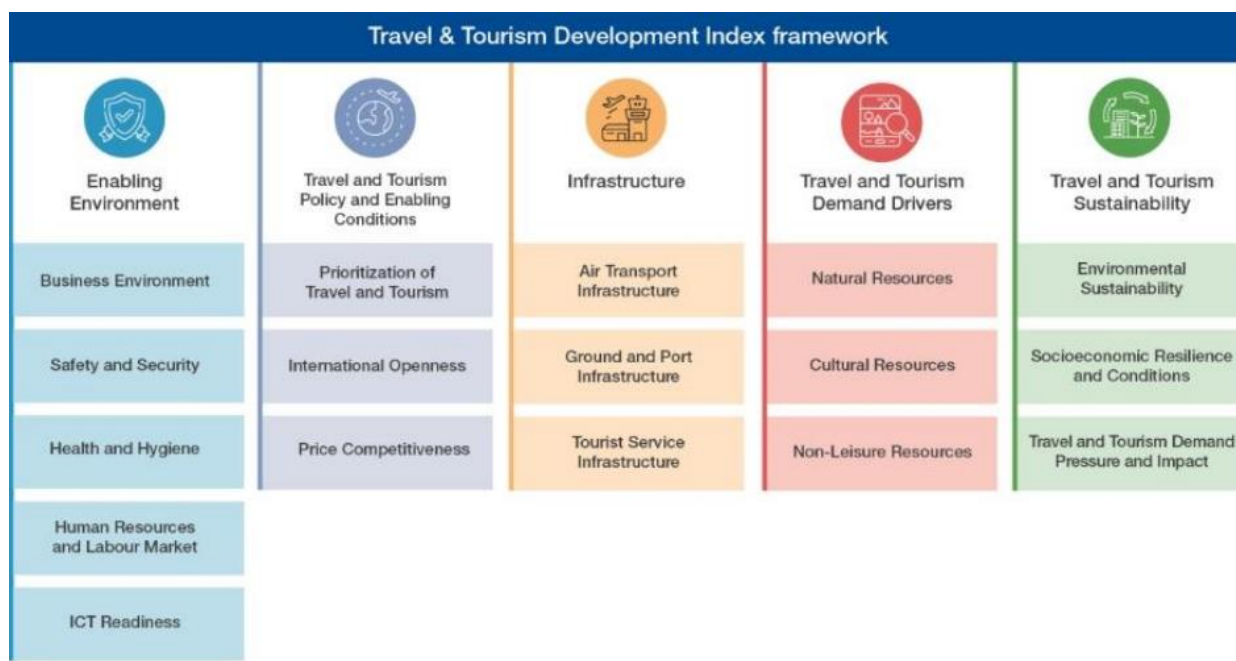 Travel & Tourism Development Index framework
Enabling
Environment
Business Environment
Safety and Security
Health and Hygiene
Human Resources
and Labour Market
ICT Readiness
Travel and Tourism
Policy and Enabling
Conditions
Prioritization of
Travel and Tourism
International Openness
Price Competitiveness
Infrastructure
Air Transport
Infrastructure
Ground and Port
Infrastructure
Tourist Service
Infrastructure
Travel and Tourism
Demand Drivers
Natural Resources
Cultural Resources
Non-Leisure Resources
Travel and Tourism
Sustainability
Environmental
Sustainability
Socioeconomic Resilience
and Conditions
Travel and Tourism Demand
Pressure and Impact